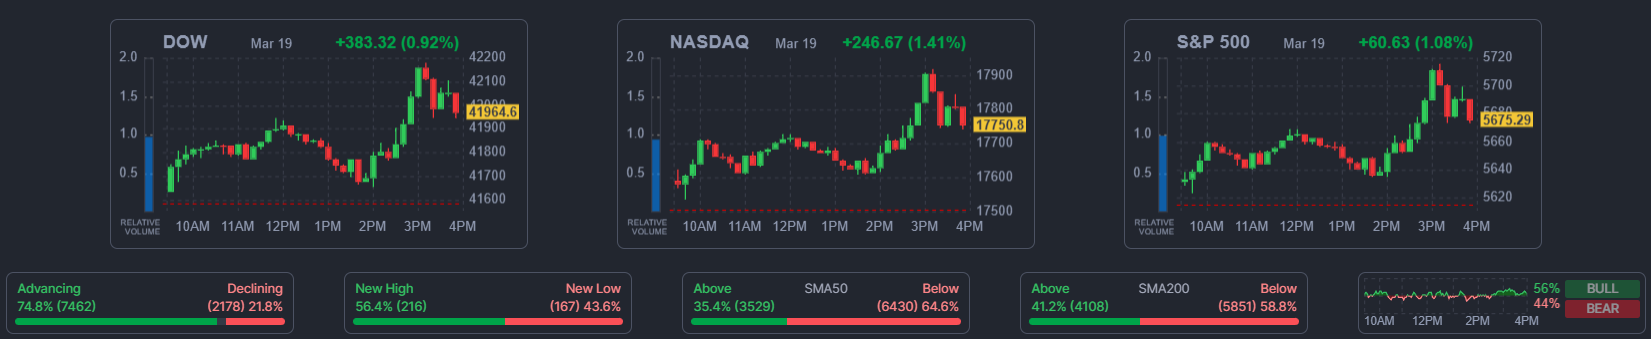 DOW Mar 19 +383.32 (0.92%)
2.0
1.5
1.0
0.5
42200
42100
42000
41964.6
41900
41800
41700
41600
RELATIVE
VOLUME
10AM 11AM 12PM 1PM 2PM 3PM 4PM
NASDAQ Mar 19 +246.67 (1.41%)
2.0
1.5
1.0
0.5
17900
17800
17750.8
17700
17600
17500
RELATIVE
VOLUME
10AM 11AM 12PM 1PM 2PM 3PM 4PM
S&P 500 Mar 19 +60.63 (1.08%)
2.0
1.5
1.0
0.5
5720
5700
5675.29
5660
5640
5620
RELATIVE
VOLUME
10AM 11AM 12PM 1PM 2PM 3PM 4PM
Advancing Declining
74.8% (7462) (2178) 21.8%
New High New Low
56.4% (216) (167) 43.6%
Above SMA50 Below
35.4% (3529) (6430) 64.6%
Above SMA200 Below
41.2% (4108) (5851) 58.8%
56% BULL
44% BEAR
10AM 12PM 2PM 4PM